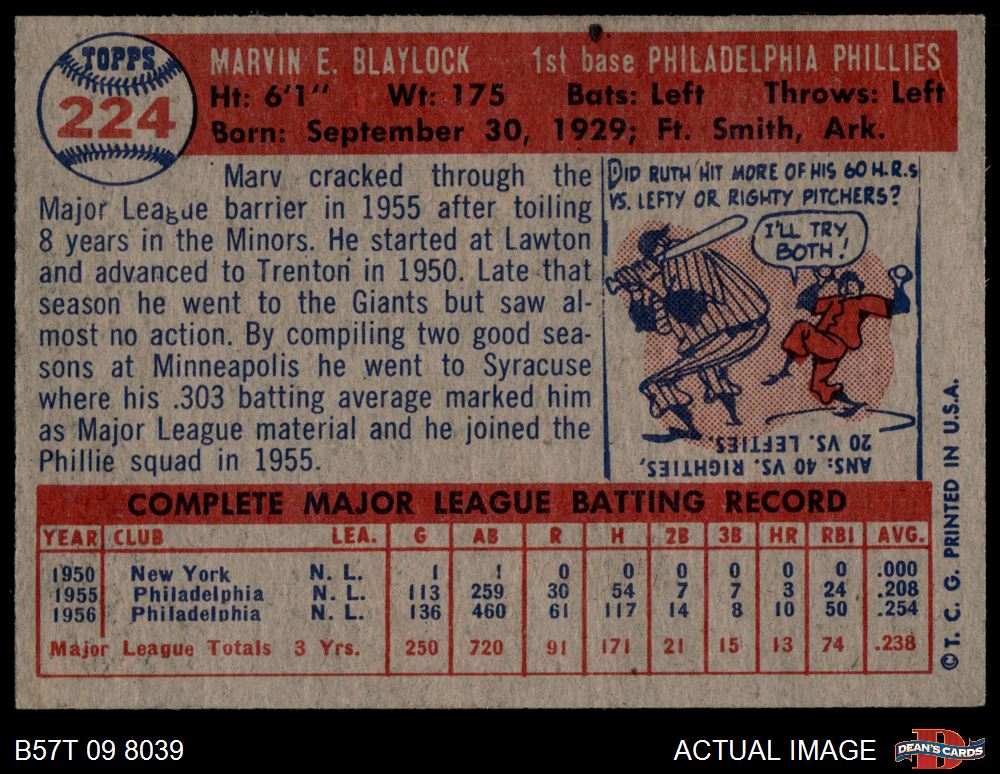 TOPPS
224
MARVIN E. BLAYLOCK 1st base PHILADELPHIA PHILLIES
Ht: 6'1" Wt: 175 Bats: Left Throws: Left
Born: September 30, 1929; Ft. Smith, Ark.
Marv cracked through the
Major League barrier in 1955 after toiling
8 years in the Minors. He started at Lawton
and advanced to Trenton in 1950. Late that
season he went to the Giants but saw al-
most no action. By compiling two good sea-
sons at Minneapolis he went to Syracuse
where his .303 batting average marked him
as Major League material and he joined the
Phillie squad in 1955.
DID RUTH HIT MORE OF HIS 60 H.R.s
VS. LEFTY OR RIGHTY PITCHERS?
I'LL TRY
BOTH!
ANS: 40 VS. RIGHTIES,
20 VS. LEFTIES.
COMPLETE MAJOR LEAGUE BATTING RECORD
YEAR CLUB LEA. G AB R H 2B 3B HR RBI AVG.
1950 New York N. L. 1 1 0 0 0 0 0 0 .000
1955 Philadelphia N. L. 113 259 30 54 7 7 3 24 .208
1956 Philadelphia N. L. 136 460 61 117 14 8 10 50 .254
Major League Totals 3 Yrs. 250 720 91 171 21 15 13 74 .238
© T. C. G. PRINTED IN U.S.A.
B57T 09 8039
ACTUAL IMAGE
DEAN'S CARDS